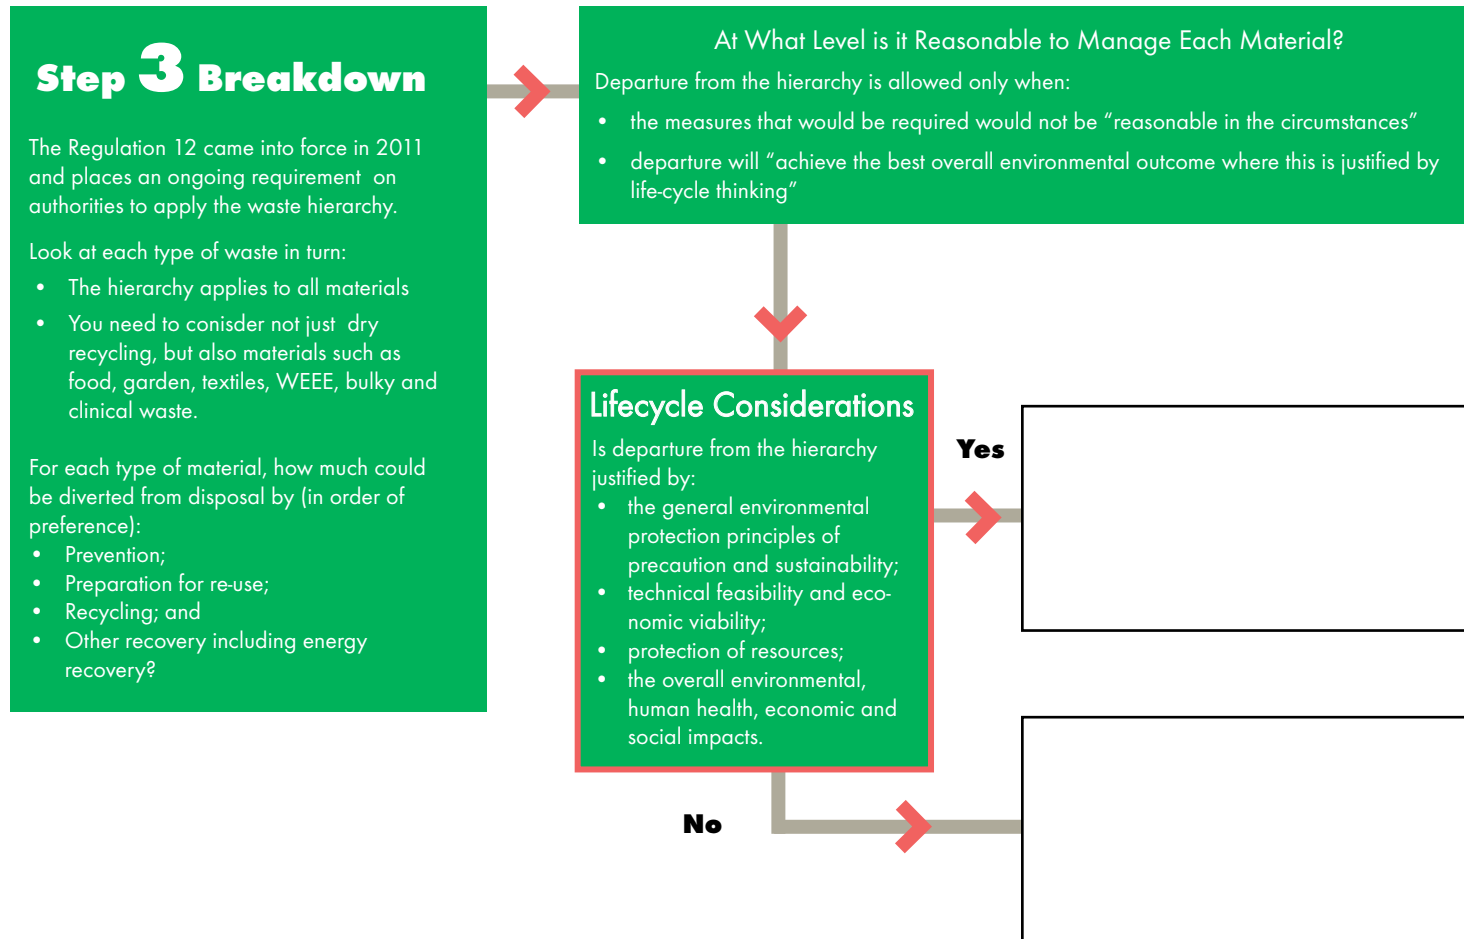 Step 3 Breakdown
The Regulation 12 came into force in 2011
and places an ongoing requirement on
authorities to apply the waste hierarchy.
Look at each type of waste in turn:
• The hierarchy applies to all materials
• You need to conisder not just dry
recycling, but also materials such as
food, garden, textiles, WEEE, bulky and
clinical waste.
For each type of material, how much could
be diverted from disposal by (in order of
preference):
• Prevention;
• Preparation for re-use;
• Recycling; and
• Other recovery including energy
recovery?
At What Level is it Reasonable to Manage Each Material?
Departure from the hierarchy is allowed only when:
• the measures that would be required would not be “reasonable in the circumstances”
• departure will “achieve the best overall environmental outcome where this is justified by
life-cycle thinking”
Lifecycle Considerations
Is departure from the hierarchy
justified by:
• the general environmental
protection principles of
precaution and sustainability;
• technical feasibility and eco-
nomic viability;
• protection of resources;
• the overall environmental,
human health, economic and
social impacts.
Yes
No